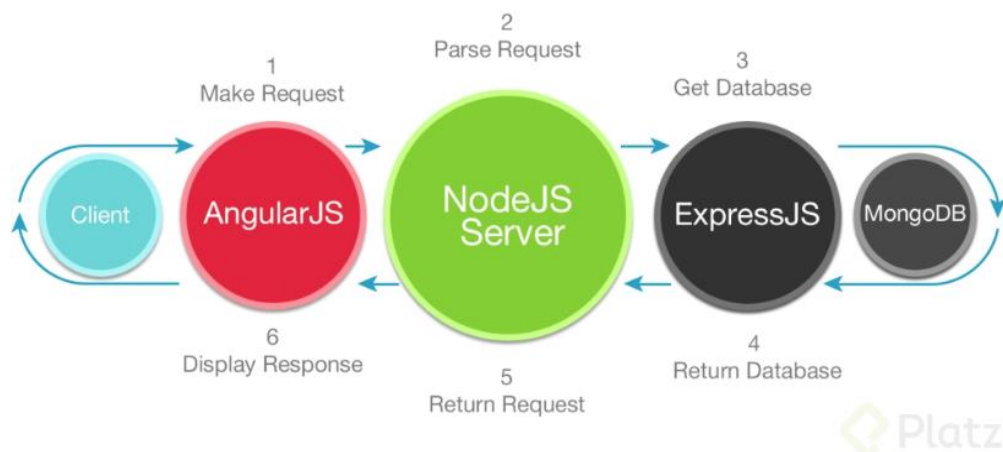 1
Make Request
2
Parse Request
3
Get Database
Client
AngularJS
NodeJS
Server
ExpressJS
MongoDB
6
Display Response
5
Return Request
4
Return Database
Platz